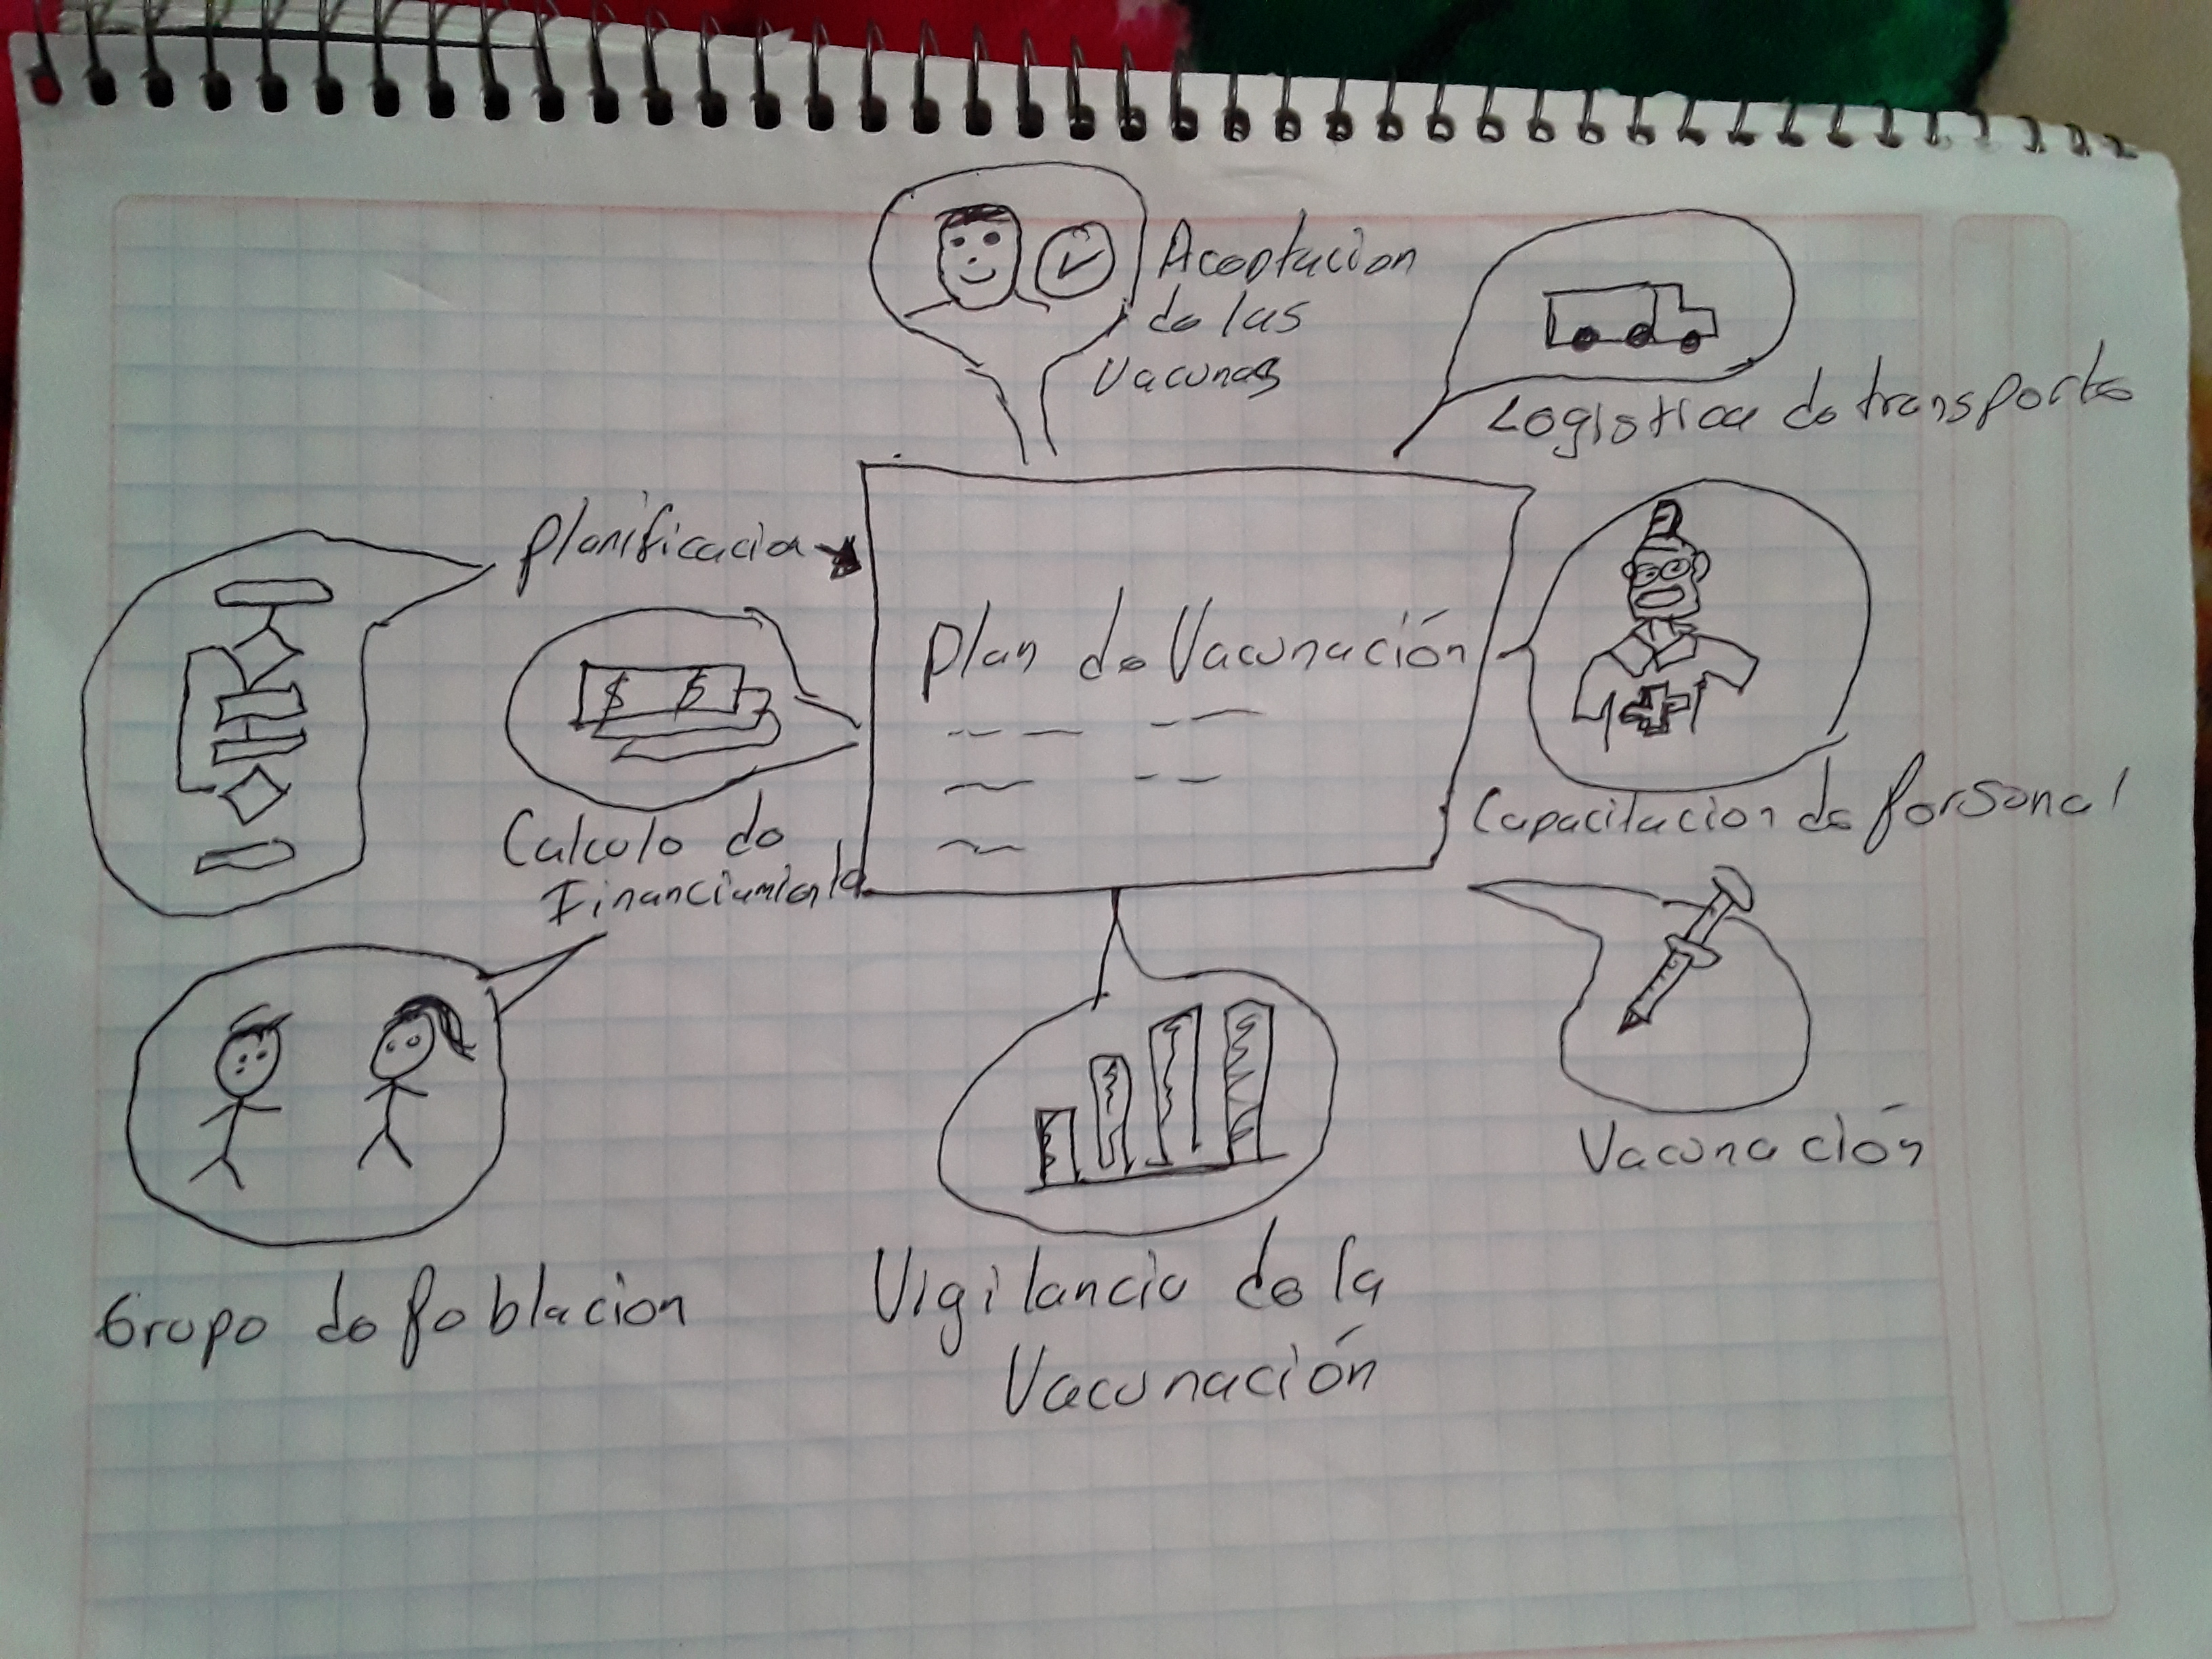 Aceptacion
de las
Vacunas
Logistica de transporte
planificacion
plan de Vacunación
$ $
Calculo de
Financiamiento
Capacitacion de personal
Vacunación
Grupo de poblacion
Vigilancia de la
Vacunación